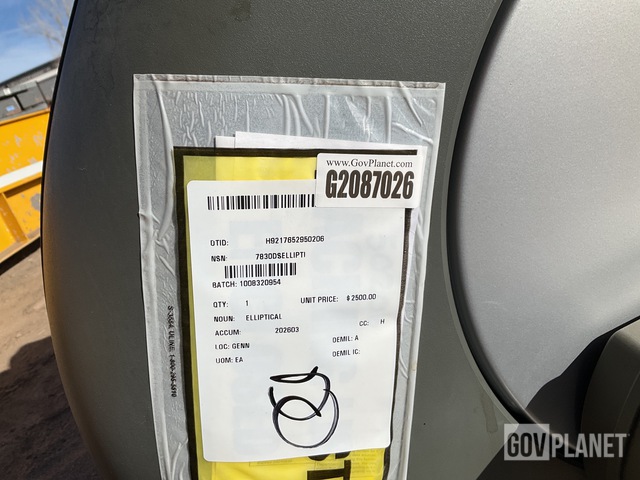 www.GovPlanet.com
G2087026
DTID: H9217652950206
NSN: 7830DSELLIPTI
BATCH: 1008320954
QTY: 1 UNIT PRICE: $ 2500.00
NOUN: ELLIPTICAL
ACCUM: 202603 CC: H
LOC: GENN DEMIL: A
UOM: EA DEMIL IC:
GOVPLANET